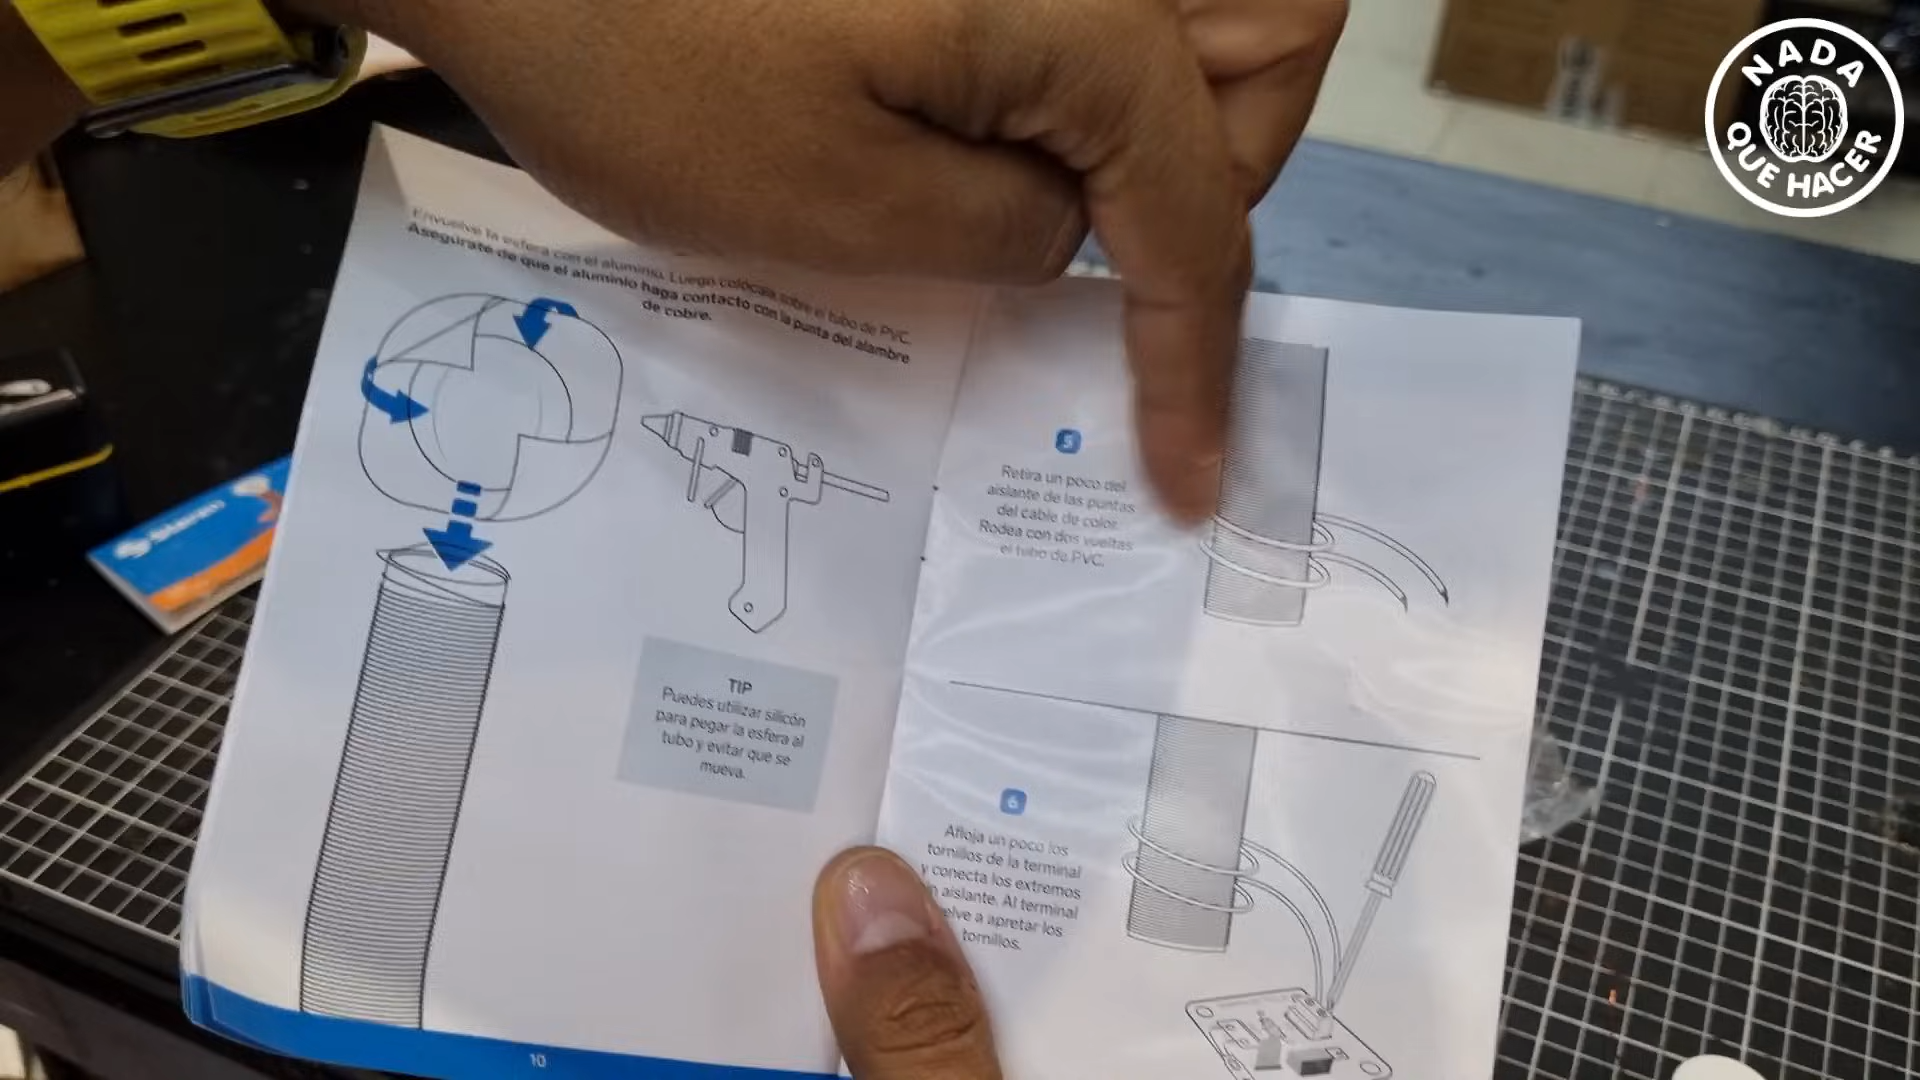 Envuelve la esfera con el aluminio. Luego colócala sobre el tubo de PVC.
Asegúrate de que el aluminio haga contacto con la punta del alambre
de cobre.
TIP
Puedes utilizar silicón
para pegar la esfera al
tubo y evitar que se
mueva.
10
5
Retira un poco del
aislante de las puntas
del cable de color.
Rodea con dos vueltas
el tubo de PVC.
6
Afloja un poco los
tornillos de la terminal
y conecta los extremos
aislante. Al terminal
apretar los
tornillos.
NADA
QUE HACER